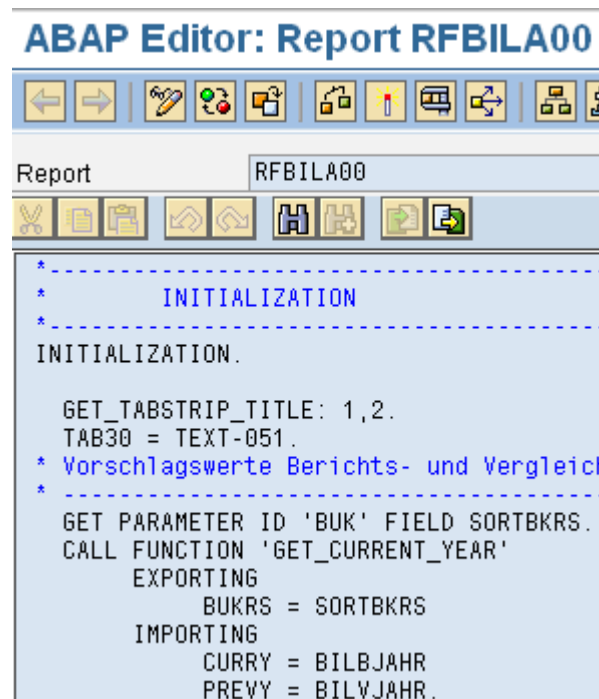 ABAP Editor: Report RFBILA00
Report RFBILA00
*---------------------------------------
* INITIALIZATION
*---------------------------------------
INITIALIZATION.
GET_TABSTRIP_TITLE: 1,2.
TAB30 = TEXT-051.
* Vorschlagswerte Berichts- und Vergleich
* --------------------------------------
GET PARAMETER ID 'BUK' FIELD SORTBKRS.
CALL FUNCTION 'GET_CURRENT_YEAR'
EXPORTING
BUKRS = SORTBKRS
IMPORTING
CURRY = BILBJAHR
PREVY = BILVJAHR.